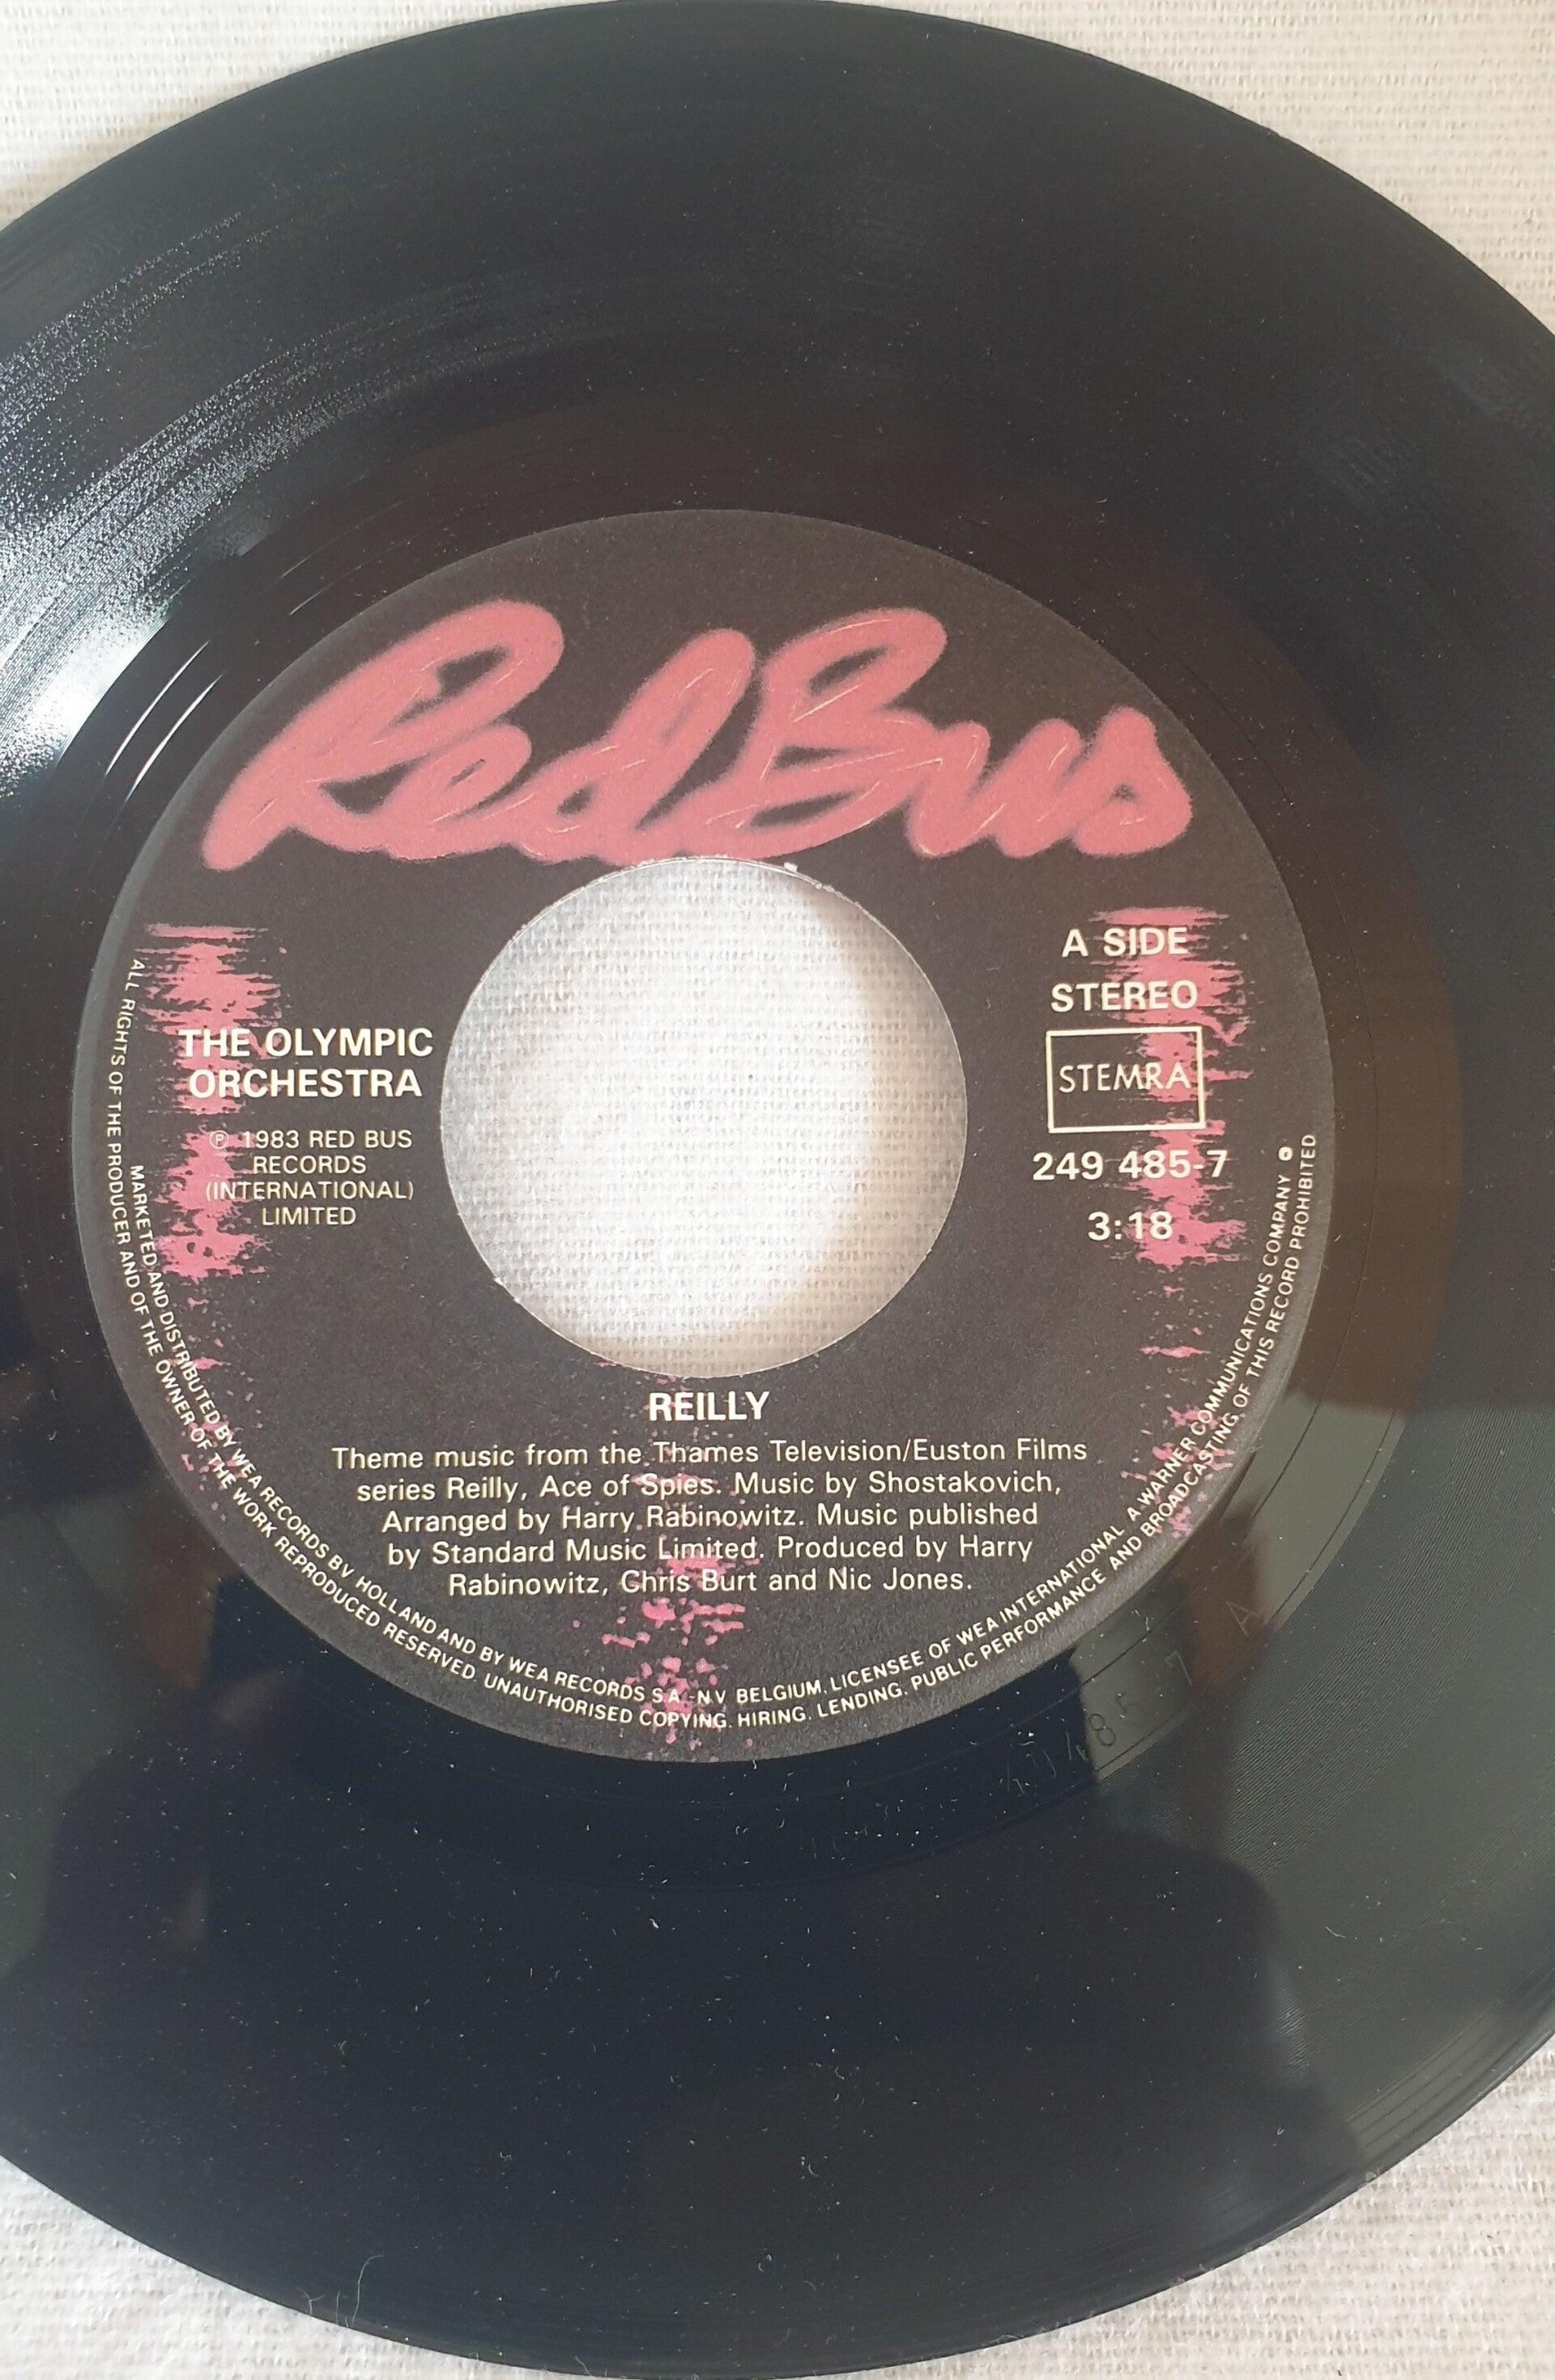 Red Bus
A SIDE
STEREO
STEMRA
249 485-7
3:18
THE OLYMPIC
ORCHESTRA
℗ 1983 RED BUS
RECORDS
(INTERNATIONAL)
LIMITED
REILLY
Theme music from the Thames Television/Euston Films
series Reilly, Ace of Spies. Music by Shostakovich,
Arranged by Harry Rabinowitz. Music published
by Standard Music Limited. Produced by Harry
Rabinowitz, Chris Burt and Nic Jones.
MARKETED AND DISTRIBUTED BY WEA RECORDS B.V HOLLAND AND BY WEA RECORDS S.A.-N.V BELGIUM. LICENSEE OF WEA INTERNATIONAL A WARNER COMMUNICATIONS COMPANY
ALL RIGHTS OF THE PRODUCER AND OF THE OWNER OF THE WORK REPRODUCED RESERVED. UNAUTHORISED COPYING. HIRING. LENDING. PUBLIC PERFORMANCE AND BROADCASTING OF THIS RECORD PROHIBITED